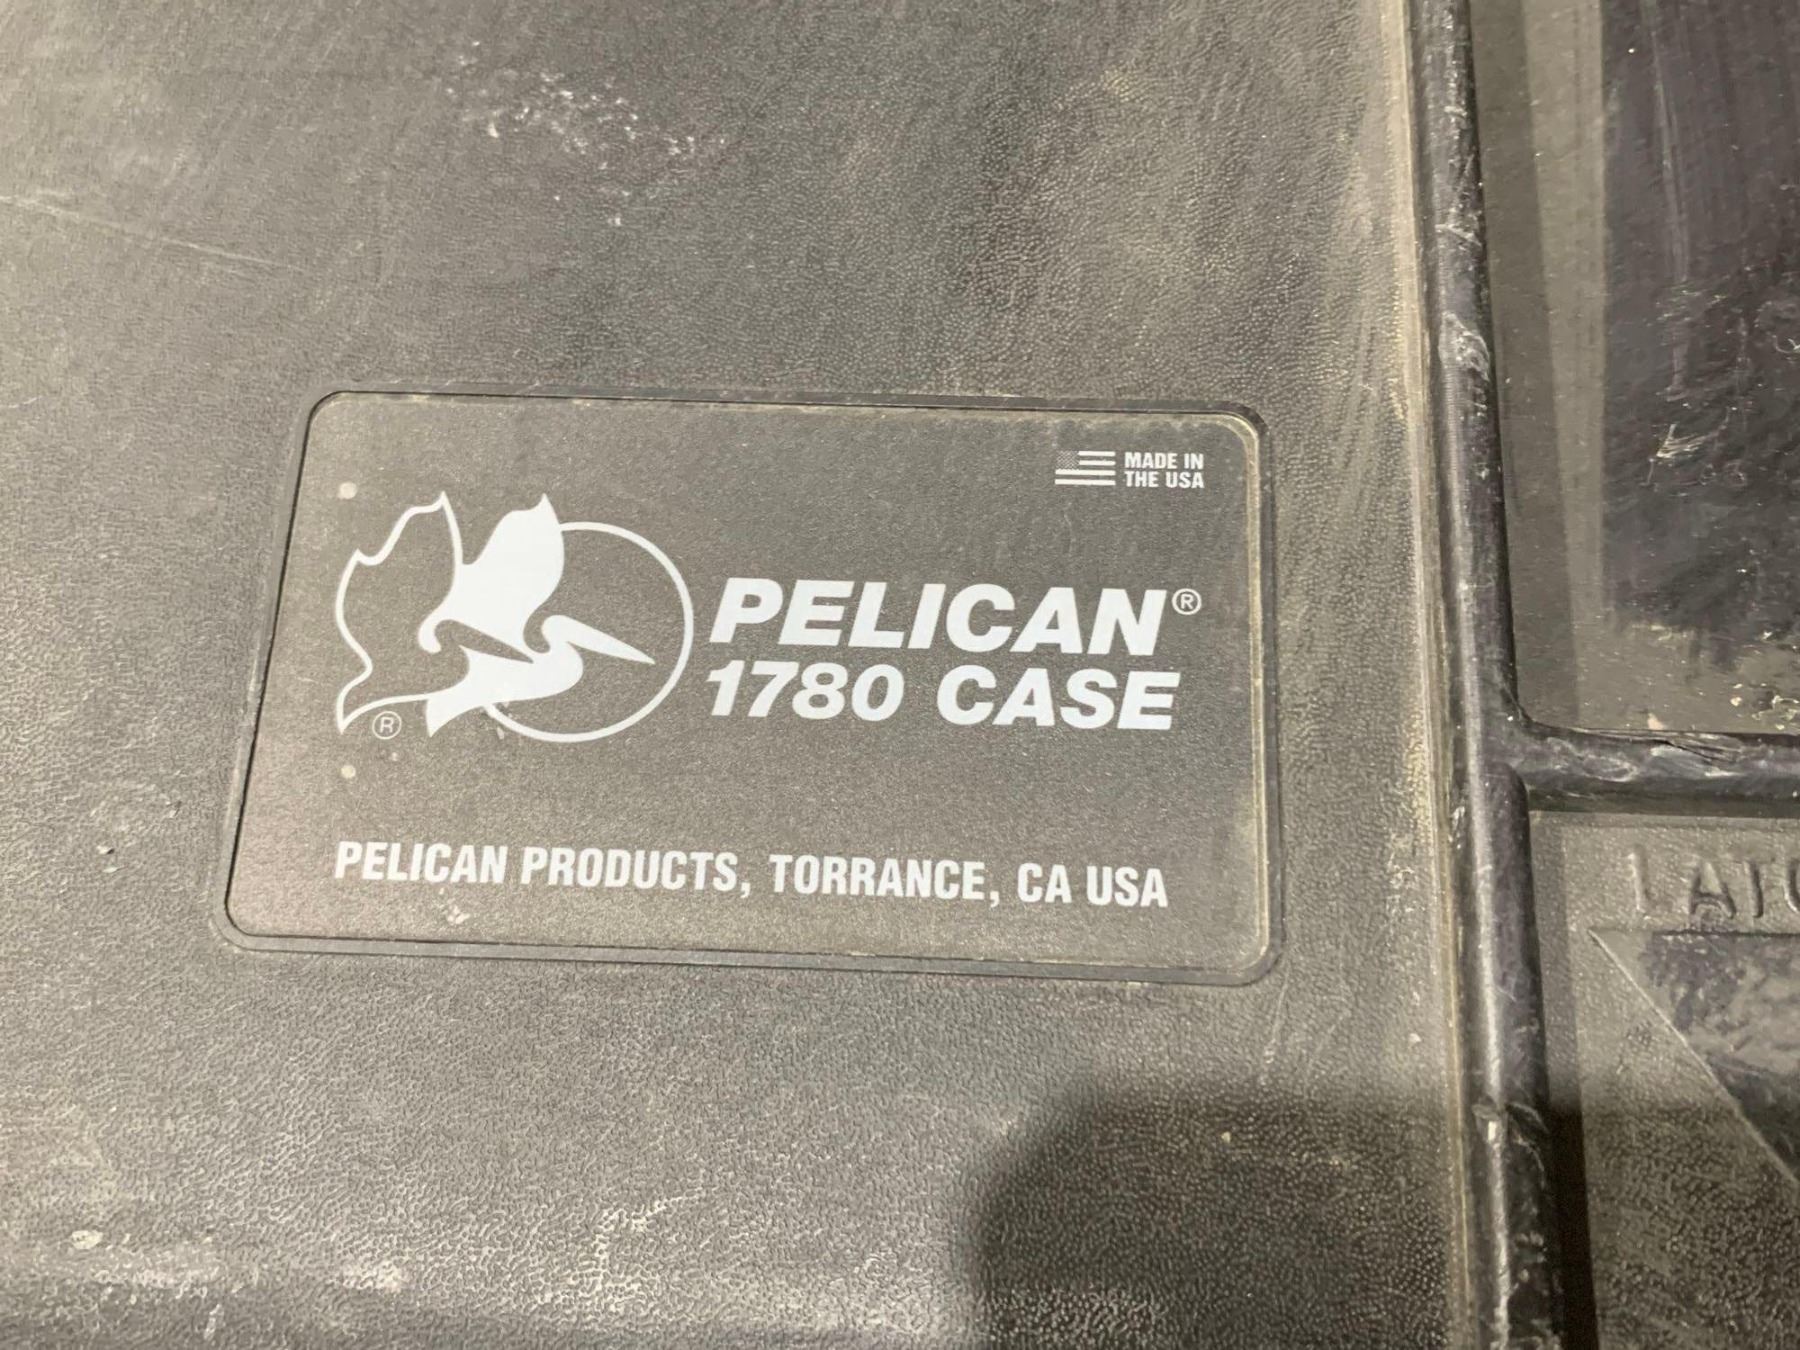 MADE IN
THE USA
PELICAN®
1780 CASE
®
PELICAN PRODUCTS, TORRANCE, CA USA